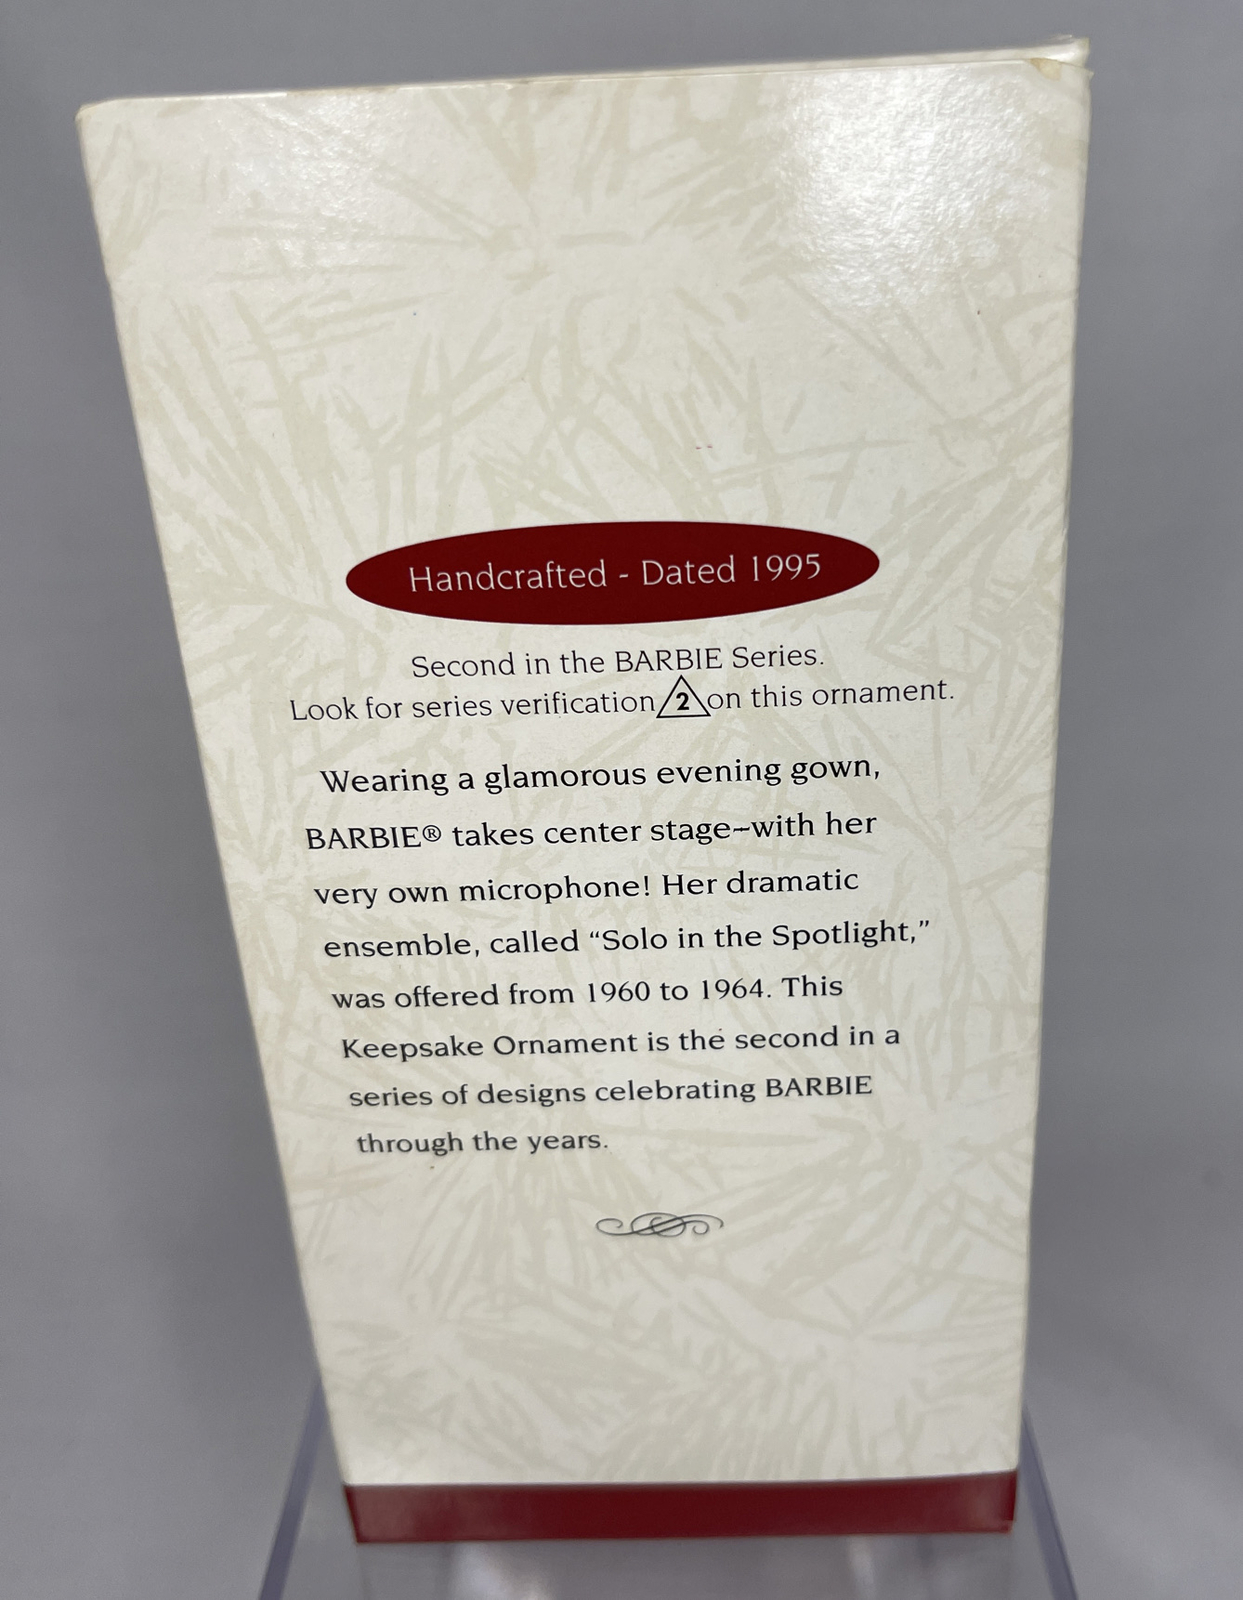 Handcrafted - Dated 1995
Second in the BARBIE Series.
Look for series verification 2 on this ornament.
Wearing a glamorous evening gown,
BARBIE® takes center stage–with her
very own microphone! Her dramatic
ensemble, called “Solo in the Spotlight,”
was offered from 1960 to 1964. This
Keepsake Ornament is the second in a
series of designs celebrating BARBIE
through the years.